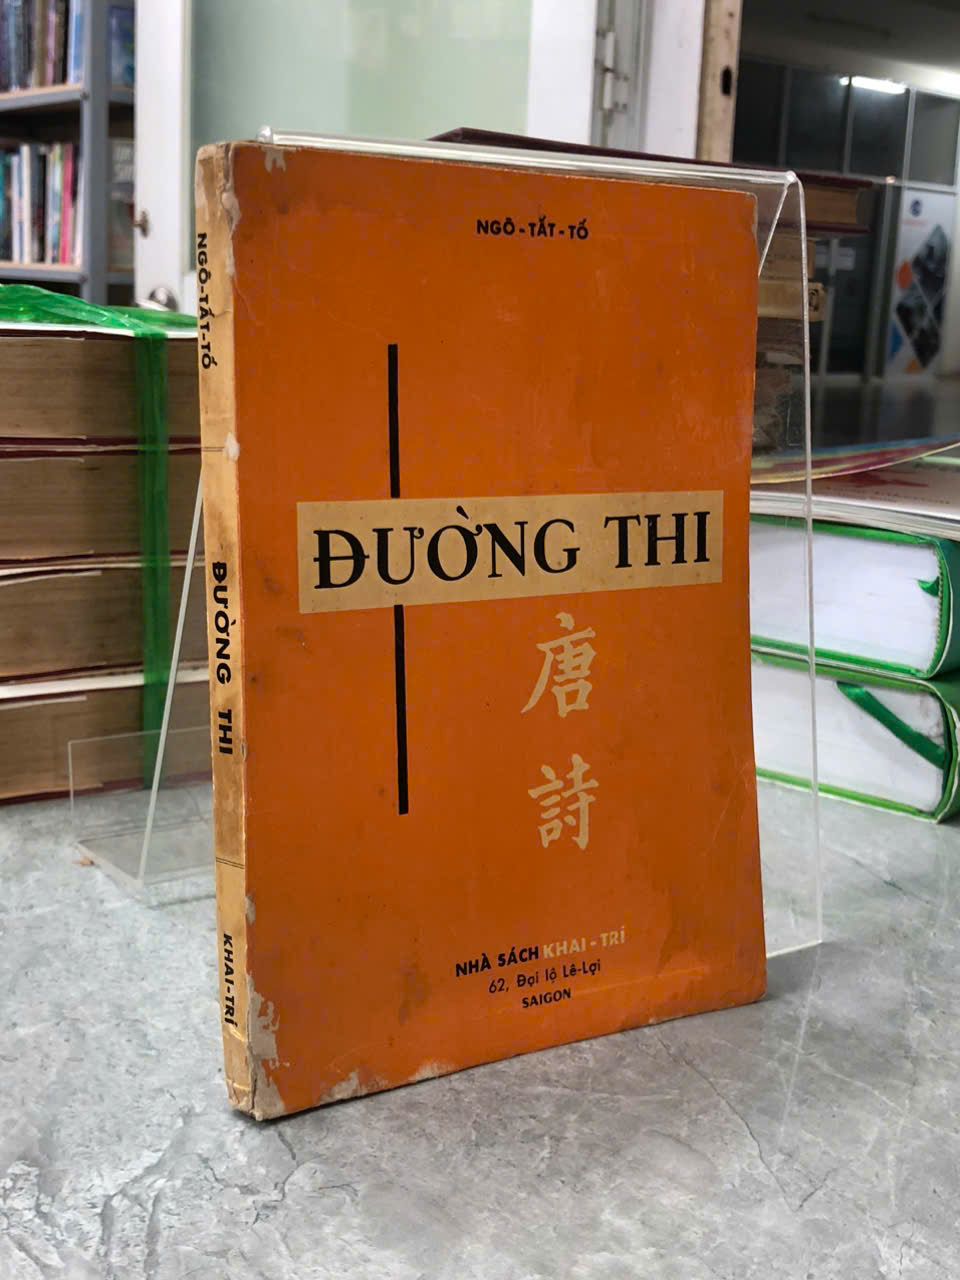 NGÔ-TẤT-TỐ
ĐƯỜNG THI
KHAI-TRÍ
NGÔ-TẤT-TỐ
ĐƯỜNG THI
唐
詩
NHÀ SÁCH KHAI-TRÍ
62, Đại lộ Lê-Lợi
SAIGON